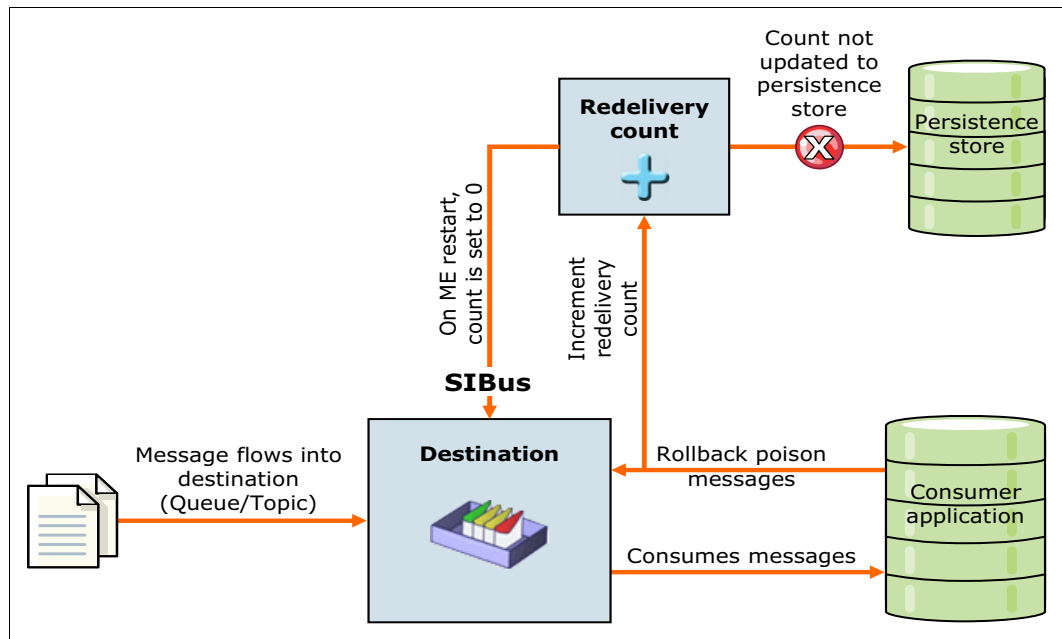 Count not
updated to
persistence
store
Redelivery
count
Persistence
store
On ME restart,
count is set to 0
Increment
redelivery
count
SIBus
Message flows into
destination
(Queue/Topic)
Destination
Rollback poison
messages
Consumer
application
Consumes messages